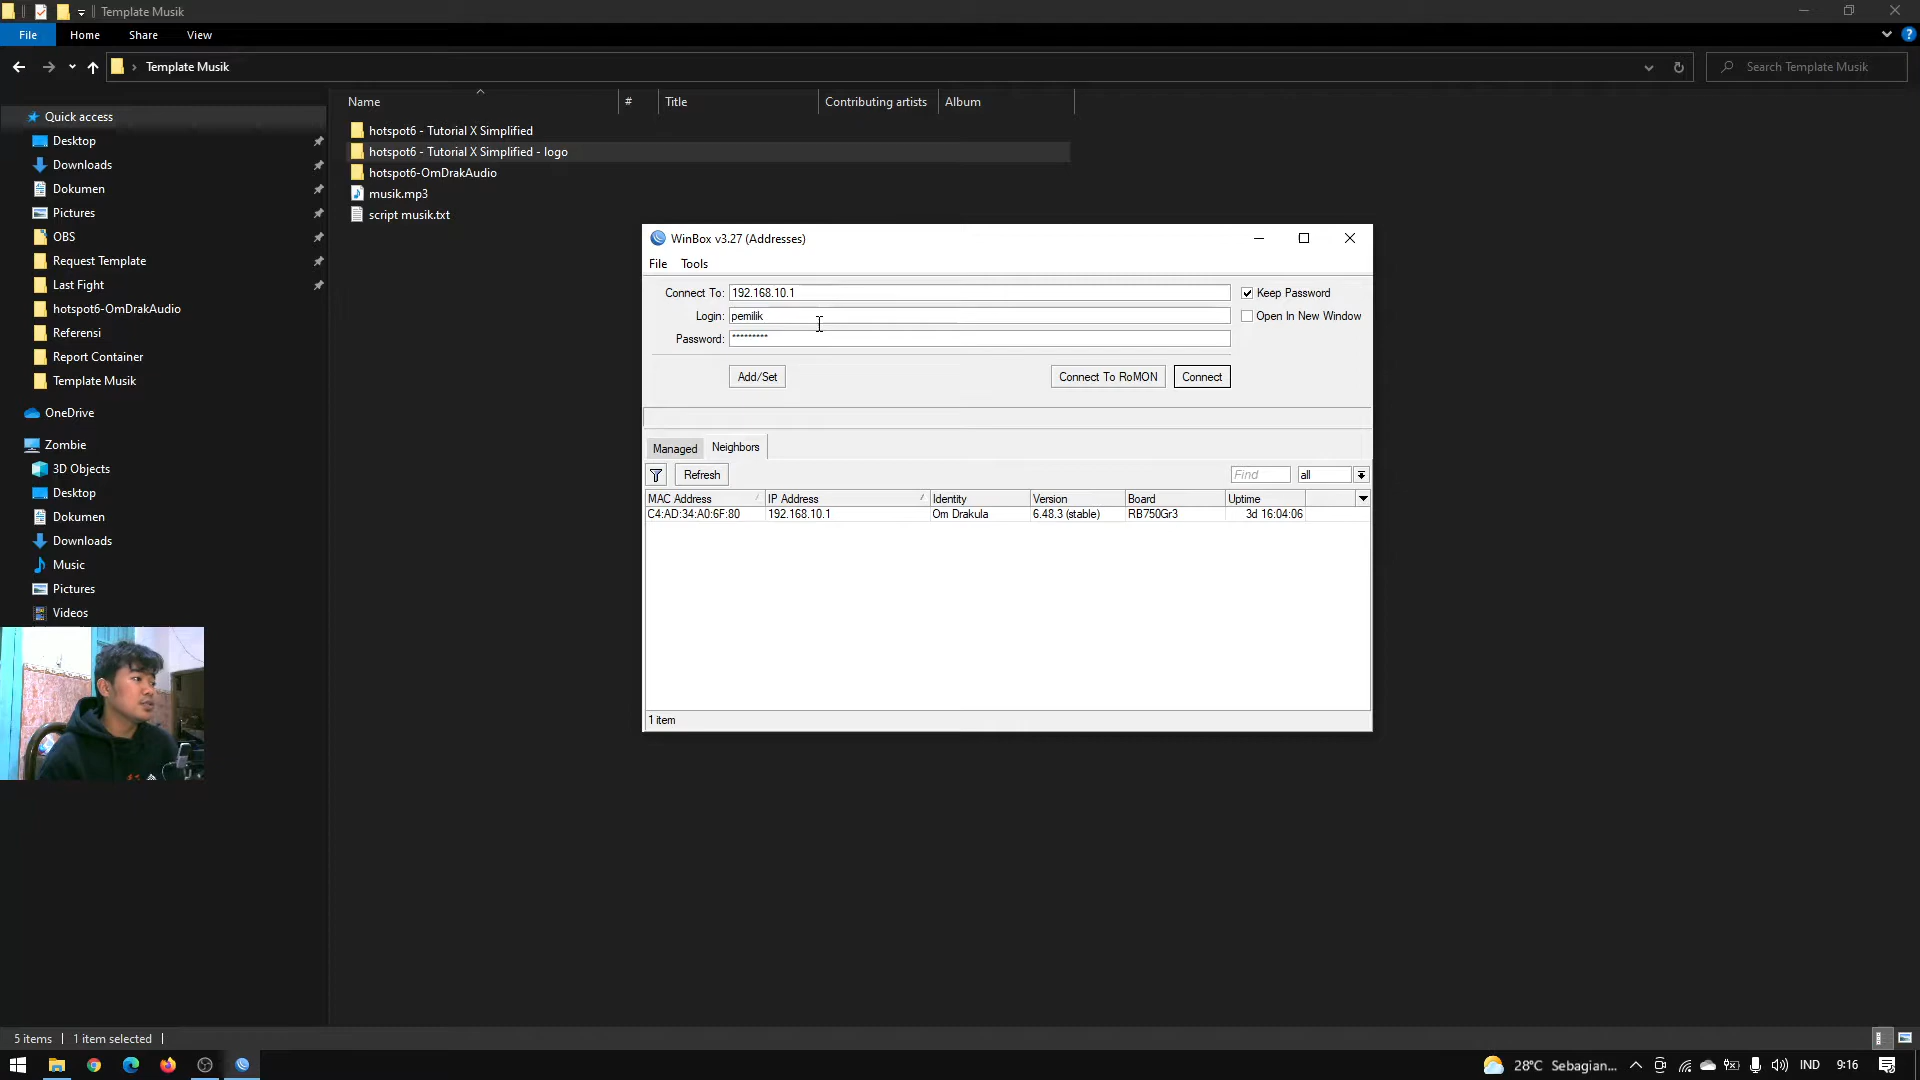 Template Musik
File Home Share View
Template Musik
Search Template Musik
Name # Title Contributing artists Album
Quick access
Desktop
Downloads
Dokumen
Pictures
OBS
Request Template
Last Fight
hotspot6-OmDrakAudio
Referensi
Report Container
Template Musik
OneDrive
Zombie
3D Objects
Desktop
Dokumen
Downloads
Music
Pictures
Videos
hotspot6 - Tutorial X Simplified
hotspot6 - Tutorial X Simplified - logo
hotspot6-OmDrakAudio
musik.mp3
script musik.txt
WinBox v3.27 (Addresses)
File Tools
Connect To: 192.168.10.1 Keep Password
Login: pemilik Open In New Window
Password: *********
Add/Set Connect To RoMON Connect
Managed Neighbors
Refresh Find all
MAC Address IP Address Identity Version Board Uptime
C4:AD:34:A0:6F:80 192.168.10.1 Om Drakula 6.48.3 (stable) RB750Gr3 3d 16:04:06
1 item
5 items 1 item selected
28°C Sebagian... IND 9:16